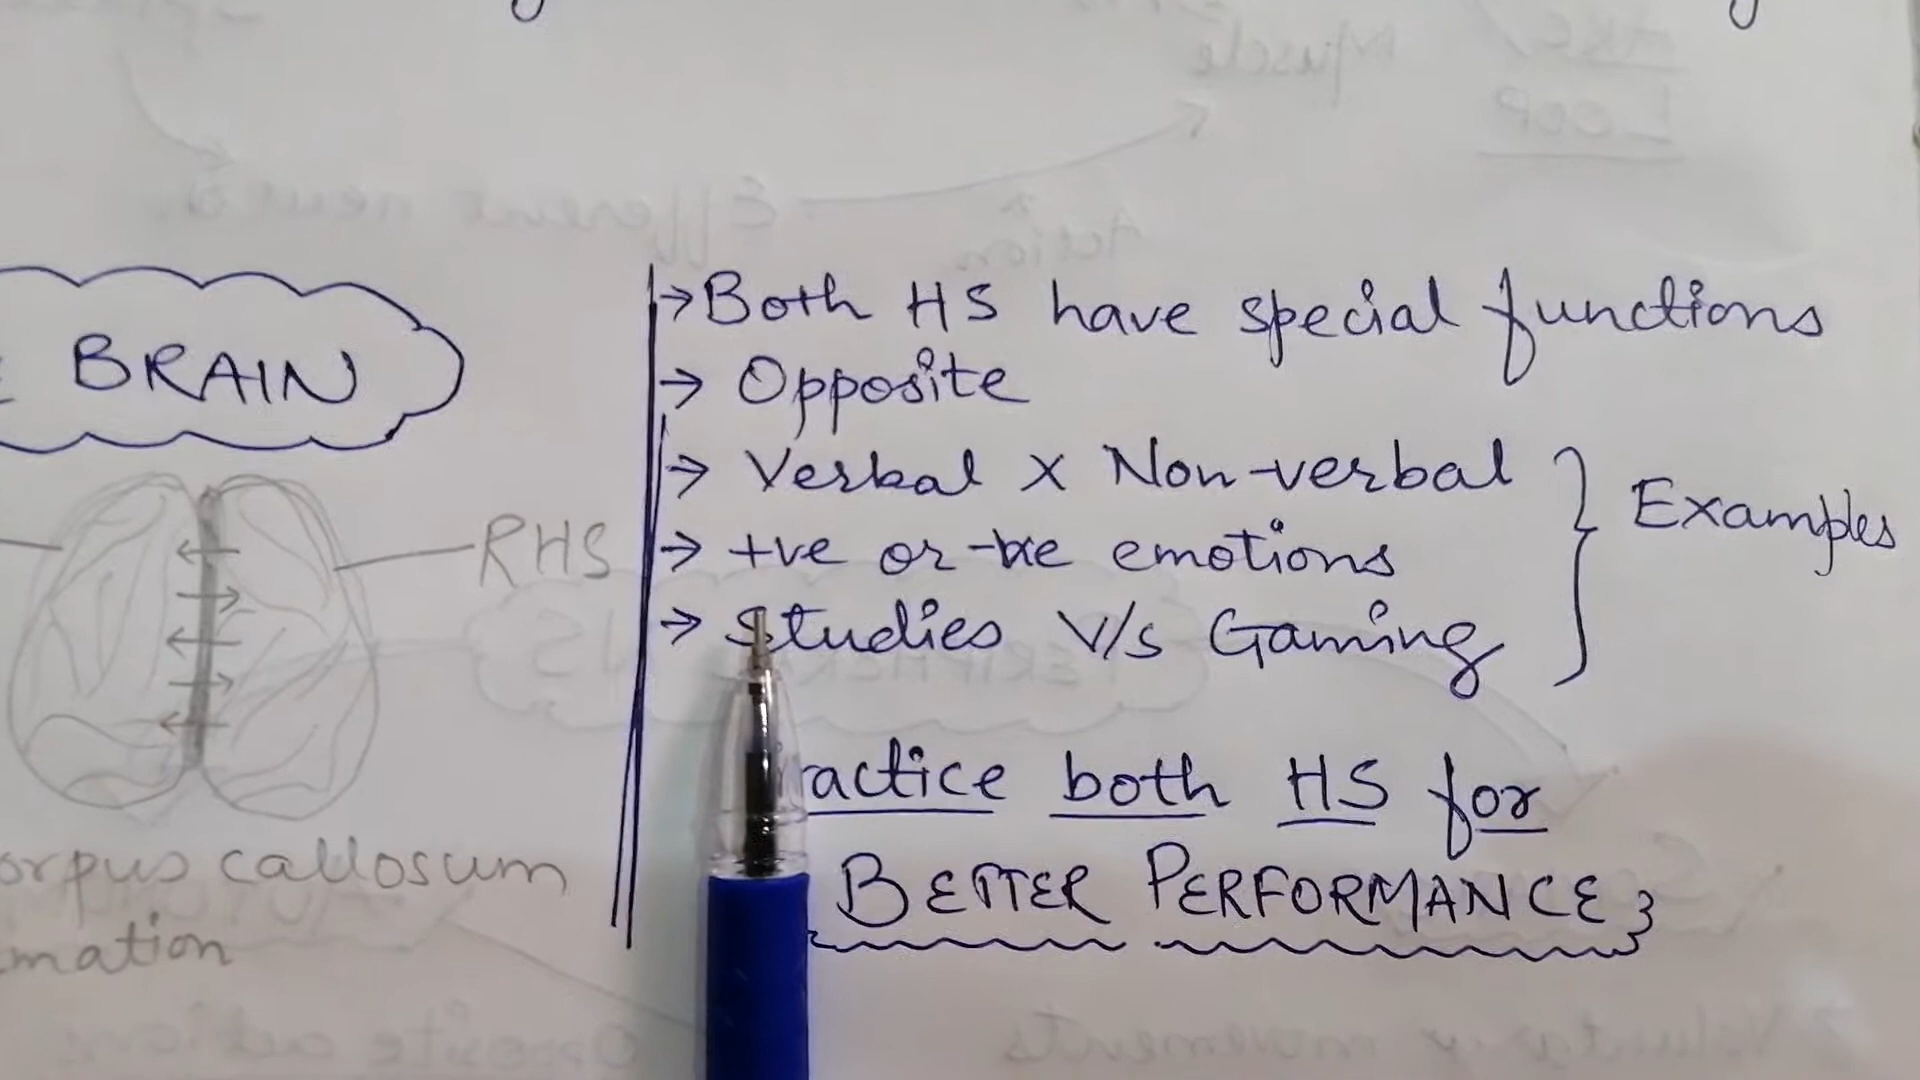 BRAIN
RHS
corpus callosum
mation
→ Both HS have special functions
→ Opposite
→ Verbal X Non-verbal
→ +ve or -ve emotions
→ Studies V/s Gaming
Examples
ractice both HS for
BETTER PERFORMANCE